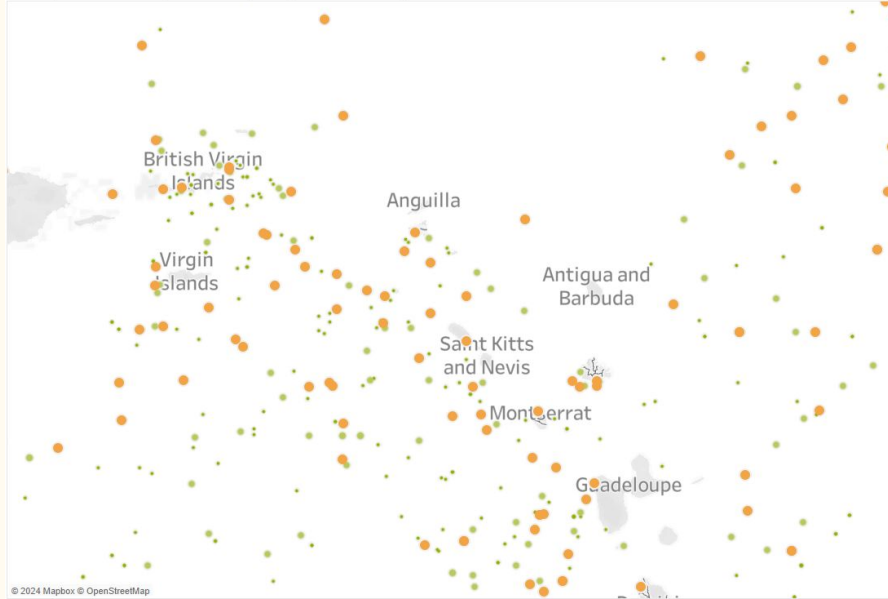 British Virgin
Islands
Anguilla
Virgin
Islands
Antigua and
Barbuda
Saint Kitts
and Nevis
Montserrat
Guadeloupe
© 2024 Mapbox © OpenStreetMap